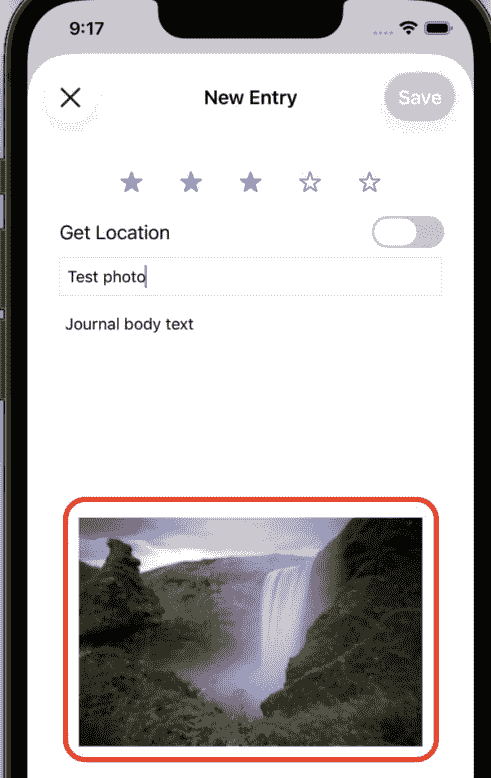 9:17
New Entry
Save
Get Location
Test photo
Journal body text